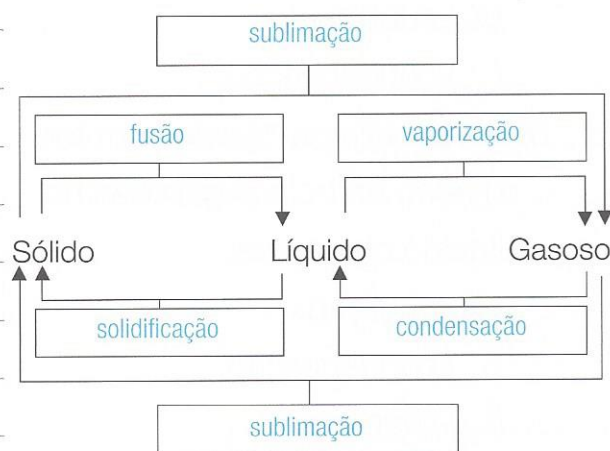 sublimação
fusão vaporização
Sólido Líquido Gasoso
solidificação condensação
sublimação